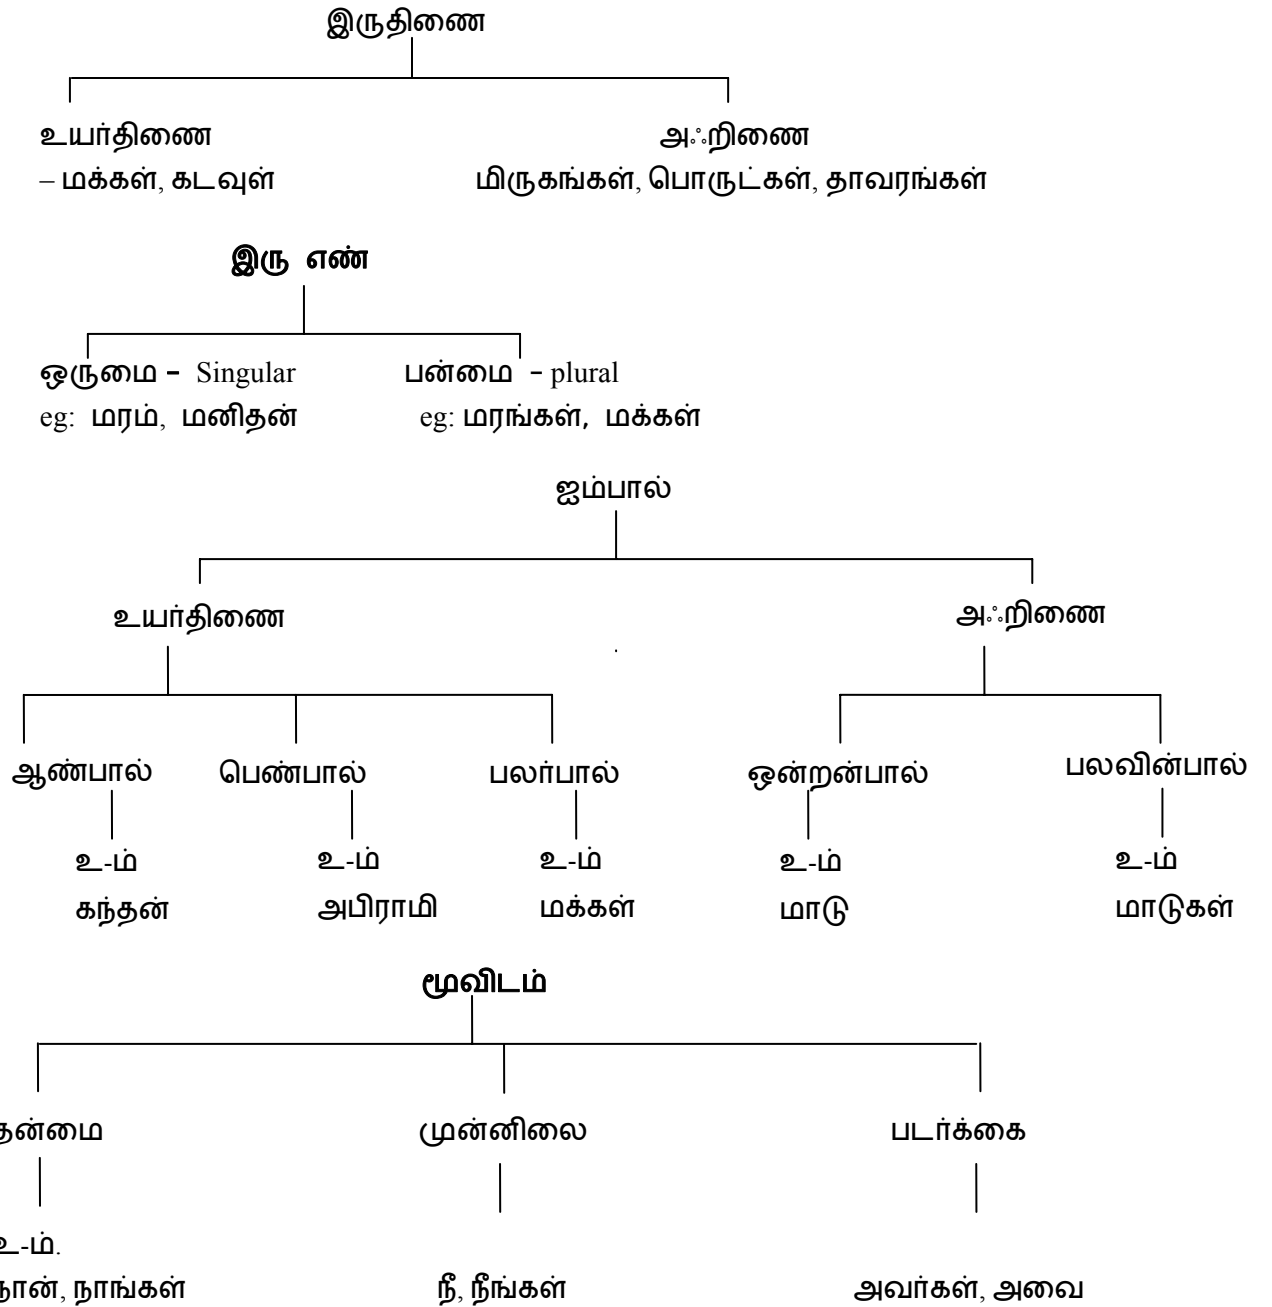 இருதிணை
உயர்திணை அஃறிணை
– மக்கள், கடவுள் மிருகங்கள், பொருட்கள், தாவரங்கள்
இரு எண்
ஒருமை – Singular பன்மை – plural
eg: மரம், மனிதன் eg: மரங்கள், மக்கள்
ஐம்பால்
உயர்திணை அஃறிணை
ஆண்பால் பெண்பால் பலர்பால் ஒன்றன்பால் பலவின்பால்
உ-ம் உ-ம் உ-ம் உ-ம் உ-ம்
கந்தன் அபிராமி மக்கள் மாடு மாடுகள்
மூவிடம்
தன்மை முன்னிலை படர்க்கை
உ-ம்.
நான், நாங்கள் நீ, நீங்கள் அவர்கள், அவை